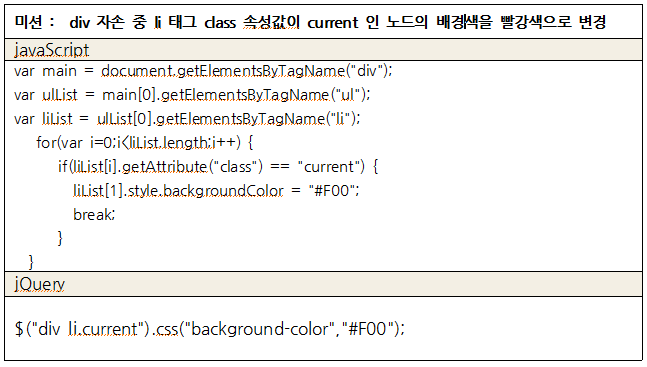 미션 : div 자손 중 li 태그 class 속성값이 current 인 노드의 배경색을 빨강색으로 변경
javaScript
var main = document.getElementsByTagName("div");
var ulList = main[0].getElementsByTagName("ul");
var liList = ulList[0].getElementsByTagName("li");
for(var i=0;i<liList.length;i++) {
if(liList[i].getAttribute("class") == "current") {
liList[1].style.backgroundColor = "#F00";
break;
}
}
jQuery
$("div li.current").css("background-color","#F00");